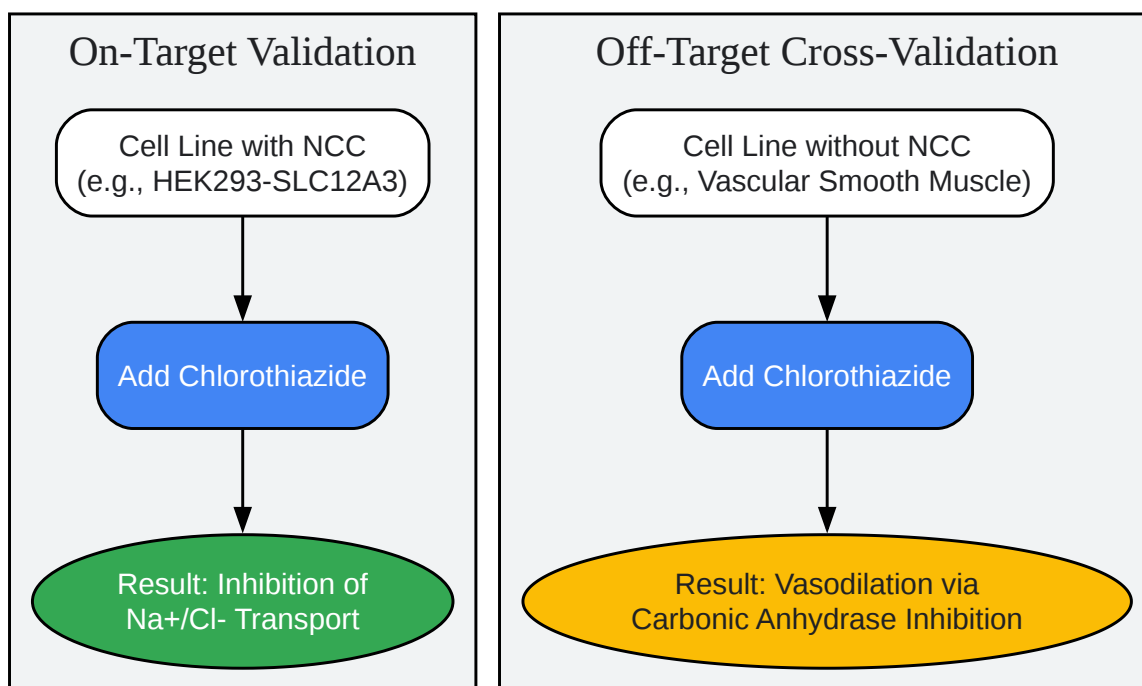 On-Target Validation
Cell Line with NCC
(e.g., HEK293-SLC12A3)
Add Chlorothiazide
Result: Inhibition of
Na+/Cl- Transport
Off-Target Cross-Validation
Cell Line without NCC
(e.g., Vascular Smooth Muscle)
Add Chlorothiazide
Result: Vasodilation via
Carbonic Anhydrase Inhibition